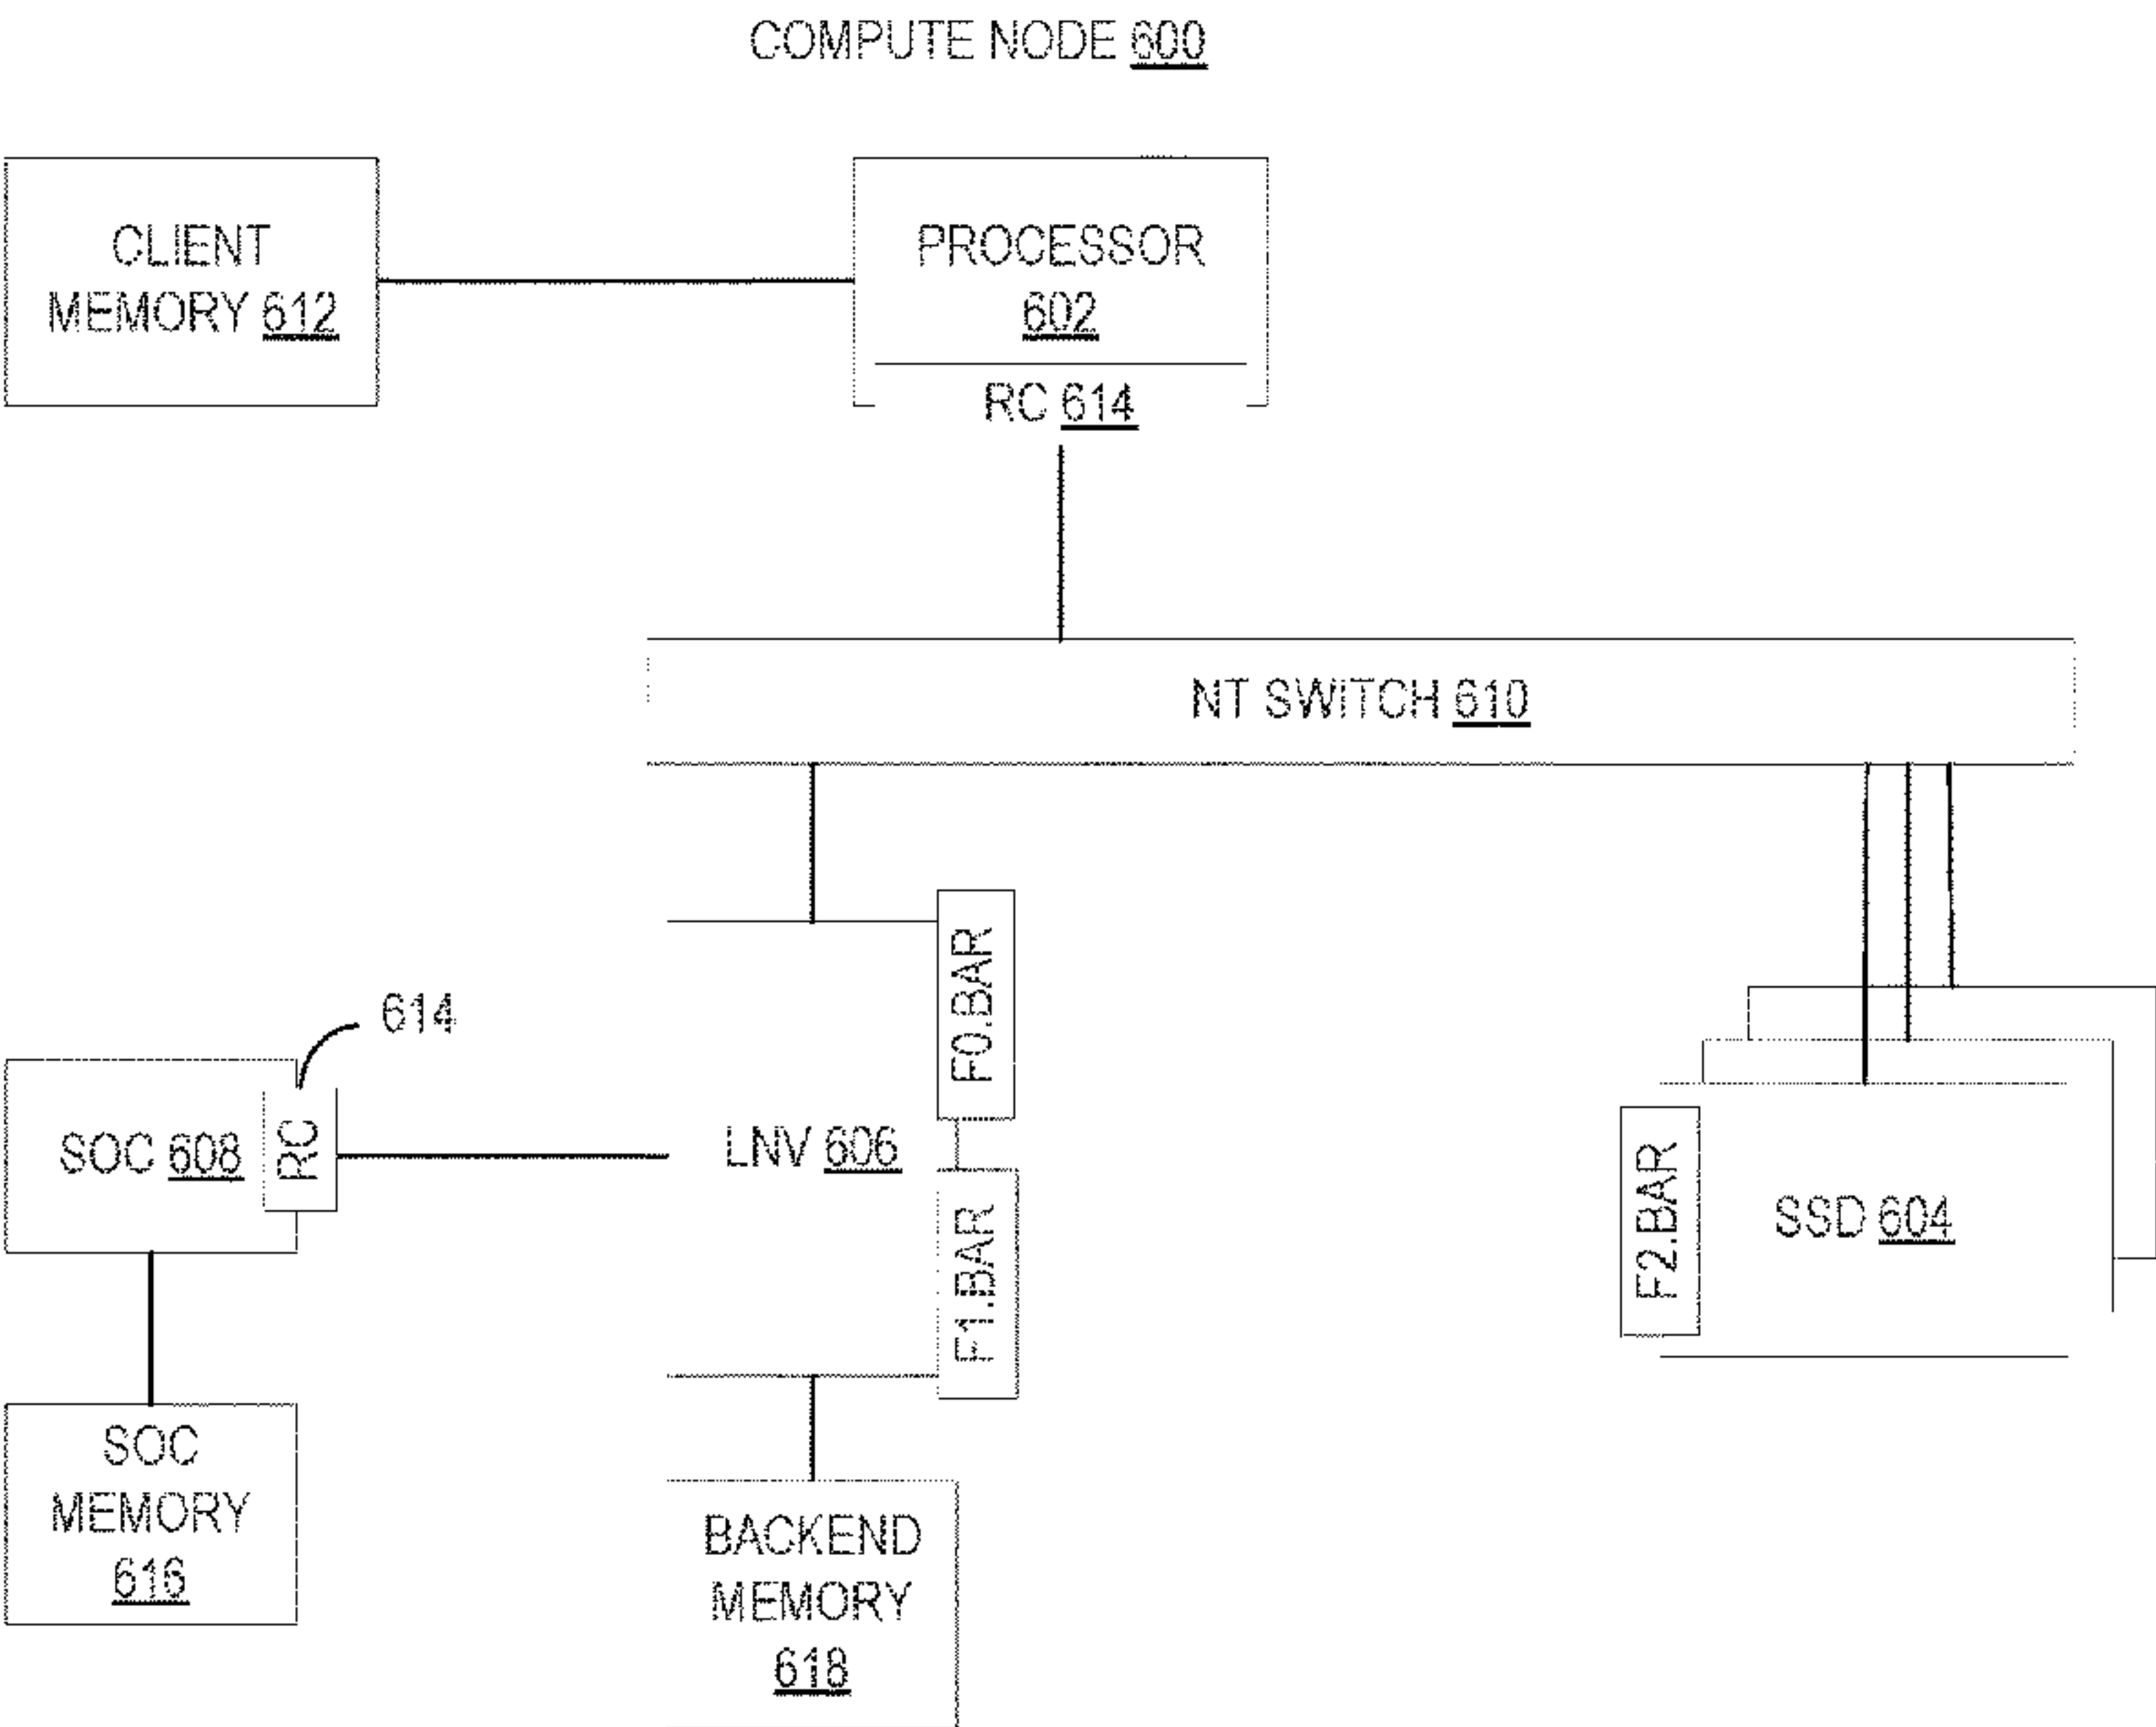 COMPUTE NODE 600
CLIENT
MEMORY 612
PROCESSOR
602
RC 614
NT SWITCH 610
F0.BAR
614
SOC 608
RC
LNV 606
F1.BAR
F2.BAR
SSD 604
SOC
MEMORY
616
BACKEND
MEMORY
618